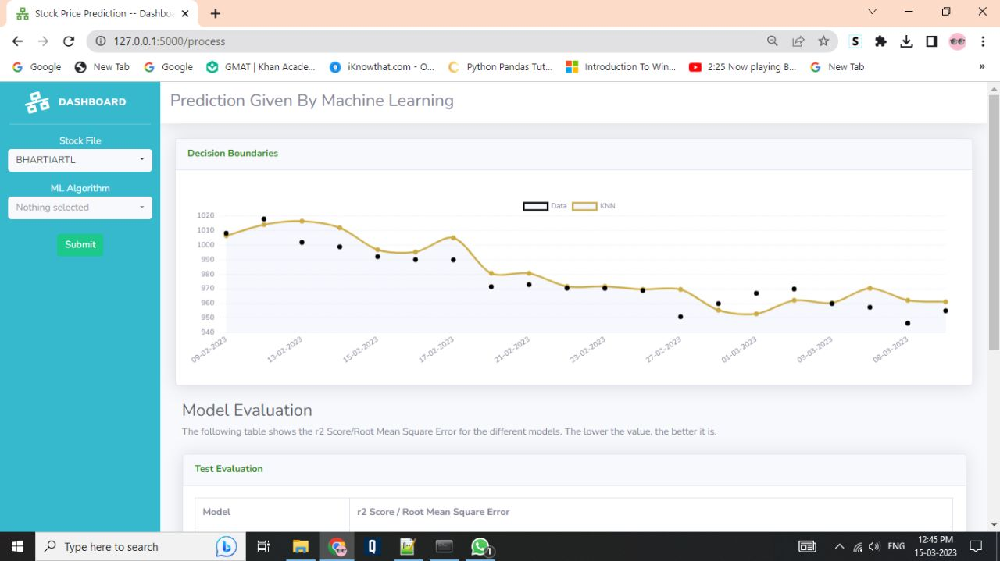 Stock Price Prediction -- Dashbo
127.0.0.1:5000/process
S
Google
New Tab
Google
GMAT | Khan Acade...
iKnowthat.com - O...
Python Pandas Tut...
Introduction To Win...
2:25 Now playing B...
New Tab
»
DASHBOARD
Stock File
BHARTIARTL
ML Algorithm
Nothing selected
Submit
Prediction Given By Machine Learning
Decision Boundaries
Data KNN
1020
1010
1000
990
980
970
960
950
940
09-02-2023
13-02-2023
15-02-2023
17-02-2023
21-02-2023
23-02-2023
27-02-2023
01-03-2023
03-03-2023
08-03-2023
Model Evaluation
The following table shows the r2 Score/Root Mean Square Error for the different models. The lower the value, the better it is.
Test Evaluation
Model r2 Score / Root Mean Square Error
Type here to search
Q
1
ENG
12:45 PM
15-03-2023